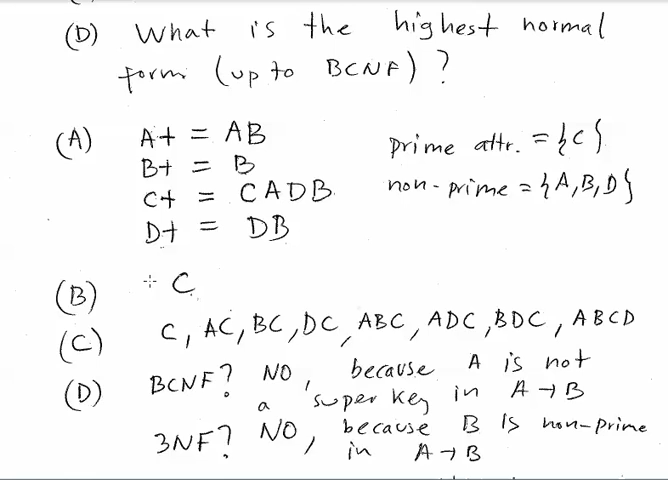 (D) What is the highest normal
form (up to BCNF)?
(A) A+ = AB
B+ = B
C+ = CADB
D+ = DB
prime attr. = {C}
non-prime = {A,B,D}
(B) C
(C) C, AC, BC, DC, ABC, ADC, BDC, ABCD
(D) BCNF? NO, because A is not
a super key in A → B
3NF? NO, because B is non-prime
in A → B